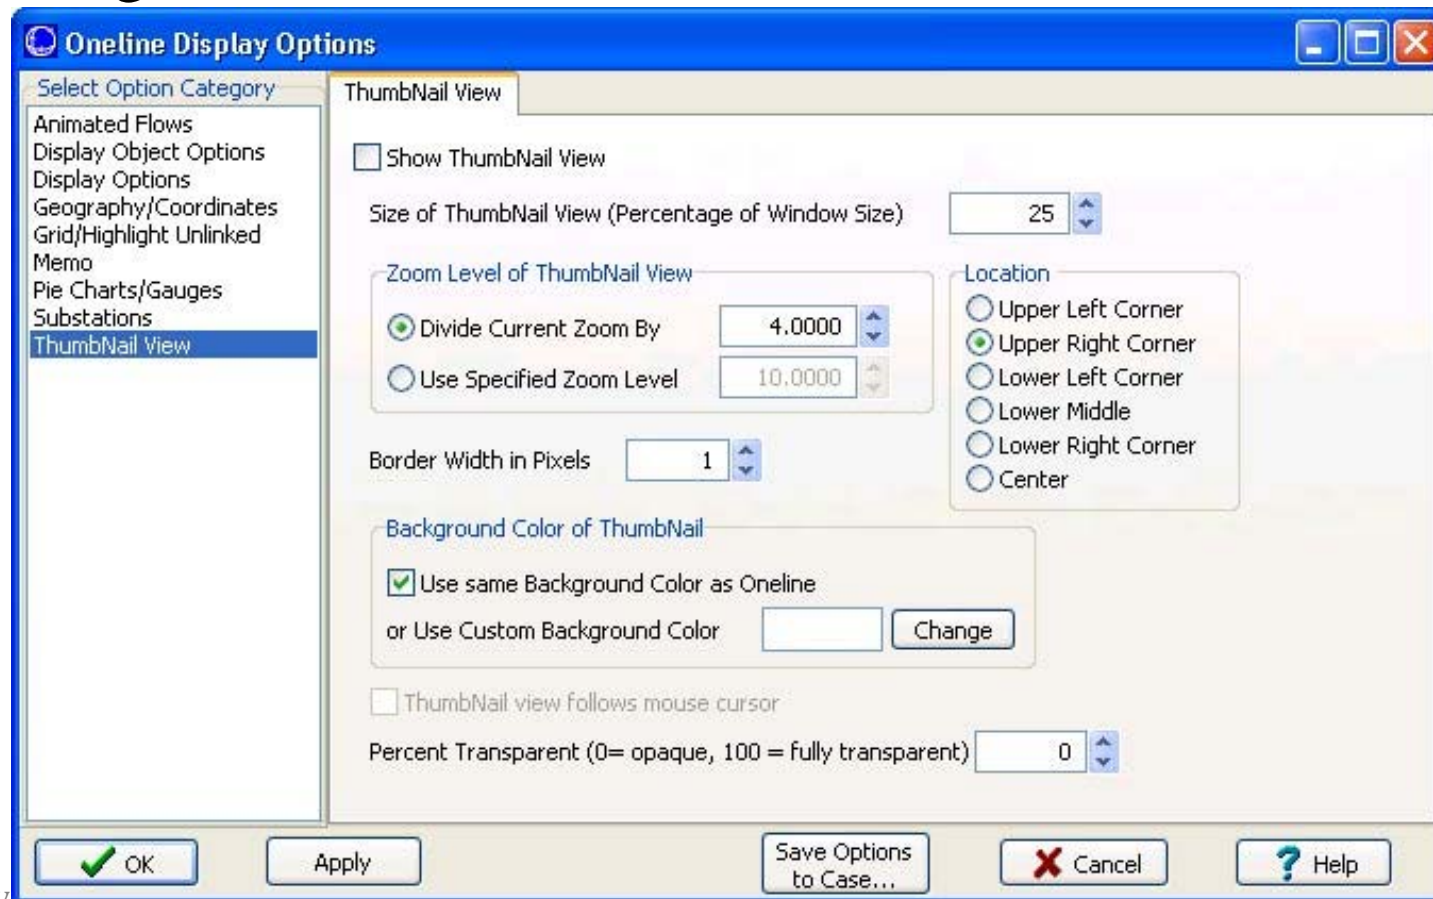 Oneline Display Options
Select Option Category
Animated Flows
Display Object Options
Display Options
Geography/Coordinates
Grid/Highlight Unlinked
Memo
Pie Charts/Gauges
Substations
ThumbNail View
ThumbNail View
Show ThumbNail View
Size of ThumbNail View (Percentage of Window Size) 25
Zoom Level of ThumbNail View
Divide Current Zoom By 4.0000
Use Specified Zoom Level 10.0000
Location
Upper Left Corner
Upper Right Corner
Lower Left Corner
Lower Middle
Lower Right Corner
Center
Border Width in Pixels 1
Background Color of ThumbNail
Use same Background Color as Oneline
or Use Custom Background Color Change
ThumbNail view follows mouse cursor
Percent Transparent (0= opaque, 100 = fully transparent) 0
OK Apply Save Options to Case... Cancel Help